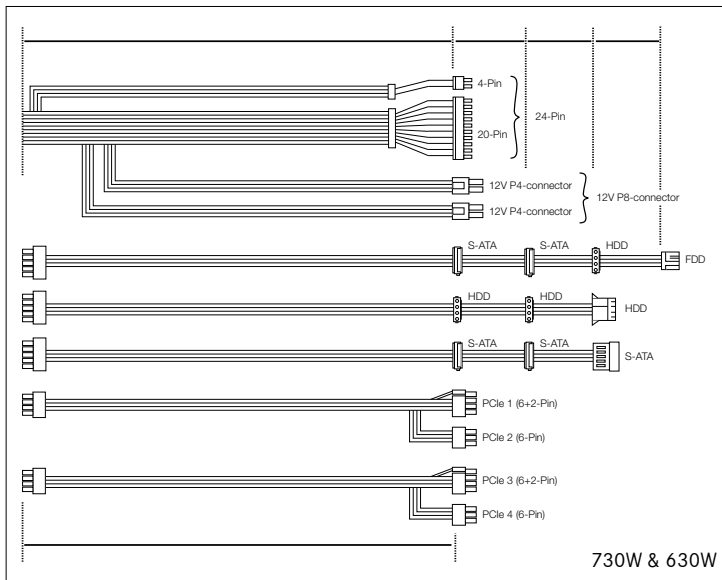 4-Pin
24-Pin
20-Pin
12V P4-connector
12V P8-connector
12V P4-connector
S-ATA S-ATA HDD
FDD
HDD HDD
HDD
S-ATA S-ATA
S-ATA
PCIe 1 (6+2-Pin)
PCIe 2 (6-Pin)
PCIe 3 (6+2-Pin)
PCIe 4 (6-Pin)
730W & 630W